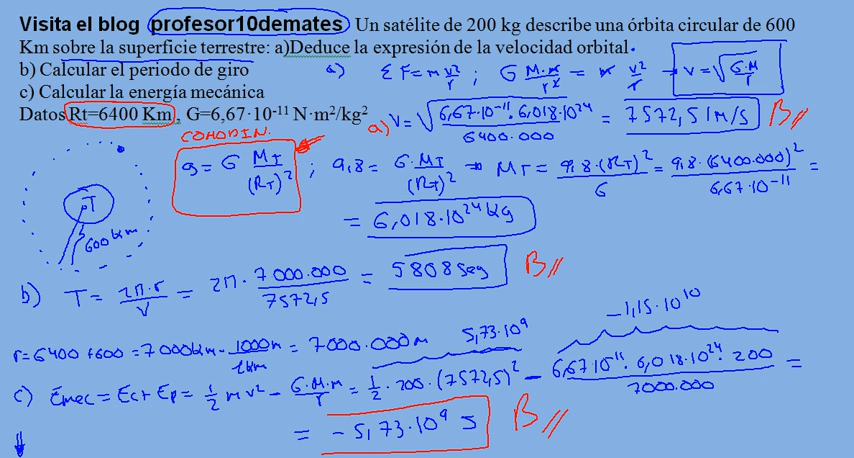 Visita el blog profesor10demates Un satélite de 200 kg describe una órbita circular de 600
Km sobre la superficie terrestre: a)Deduce la expresión de la velocidad orbital.
b) Calcular el periodo de giro
c) Calcular la energía mecánica
Datos Rt=6400 Km , G=6,67·10⁻¹¹ N·m²/kg²
a) ΣF=m v²/r ; G M·m/r² = m v²/r → v=√(G·M/r)
a) V=√(6,67·10⁻¹¹·6,018·10²⁴/6400.000) = 7572,51 M/S B//
COMODIN.
g = G MT/(RT)² ; 9,8 = G·MT/(RT)² → MT = 9,8·(RT)²/G = 9,8·(6400.000)²/6,67·10⁻¹¹ =
= 6,018·10²⁴ kg
T
600km
b) T = 2π·r/V = 2π·7000.000/7572,5 = 5808 seg B//
r=6400+600=7000km·1000m/1km = 7000.000m
5,73·10⁹
-1,15·10¹⁰
c) Emec = Ec+Ep = 1/2 m v² - G·M·m/r = 1/2·200·(7572,5)² - 6,67 10⁻¹¹·6,018·10²⁴·200/7000.000 =
= -5,73·10⁹ J B//